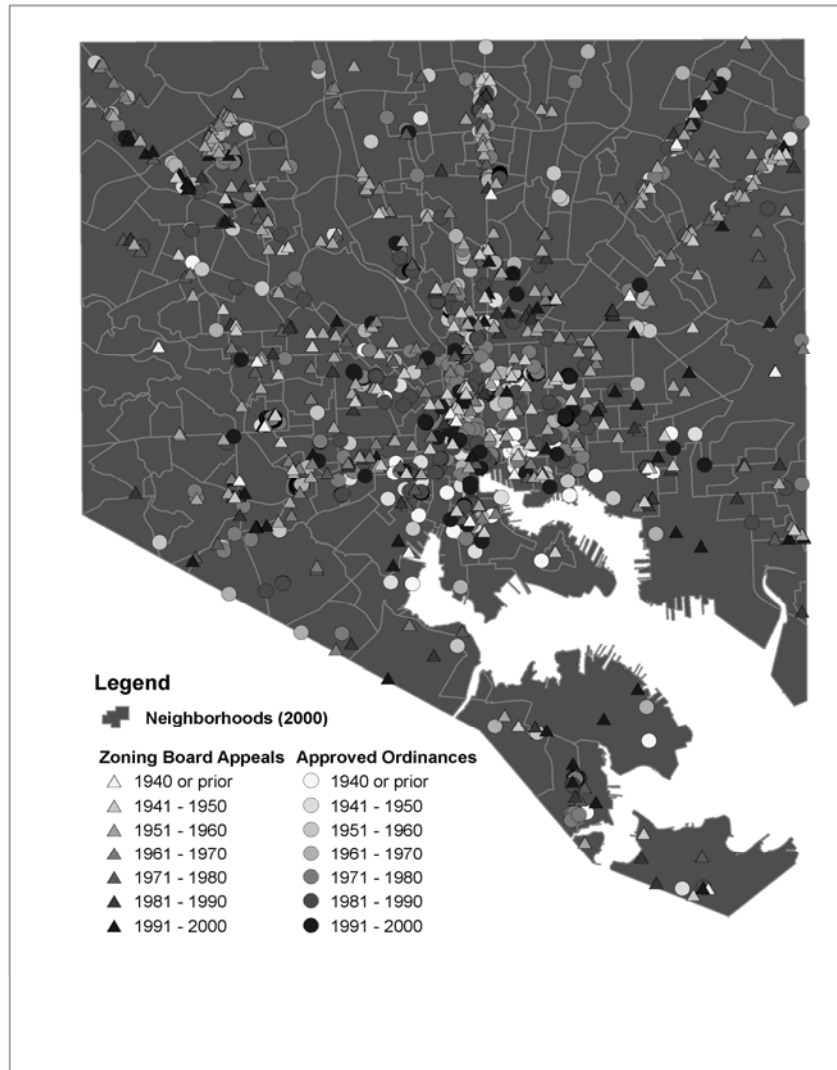 Legend
Neighborhoods (2000)
Zoning Board Appeals
1940 or prior
1941 - 1950
1951 - 1960
1961 - 1970
1971 - 1980
1981 - 1990
1991 - 2000
Approved Ordinances
1940 or prior
1941 - 1950
1951 - 1960
1961 - 1970
1971 - 1980
1981 - 1990
1991 - 2000